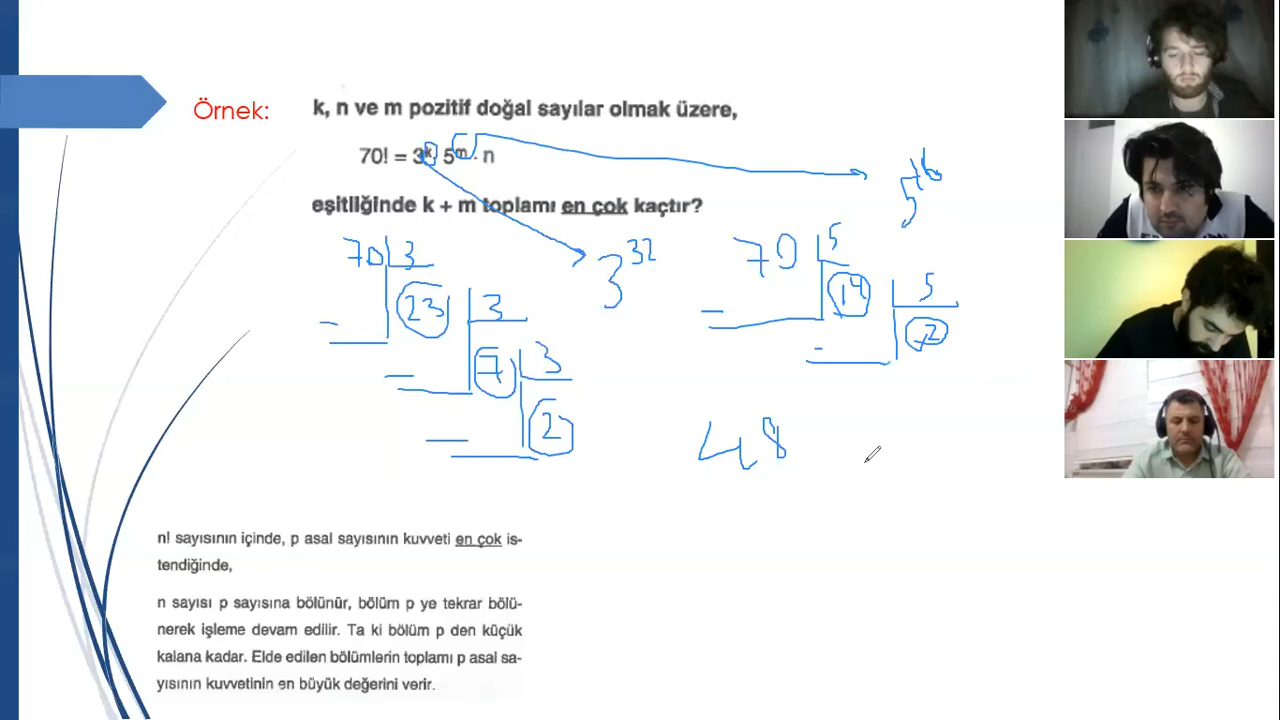 Örnek:
k, n ve m pozitif doğal sayılar olmak üzere,
70! = 3^k 5^m · n
eşitliğinde k + m toplamı en çok kaçtır?
5^16
70 3
23 3
7 3
2
3^32
70 5
14 5
2
48
n! sayısının içinde, p asal sayısının kuvveti en çok is-
tendiğinde,
n sayısı p sayısına bölünür, bölüm p ye tekrar bölü-
nerek işleme devam edilir. Ta ki bölüm p den küçük
kalana kadar. Elde edilen bölümlerin toplamı p asal sa-
yısının kuvvetinin en büyük değerini verir.